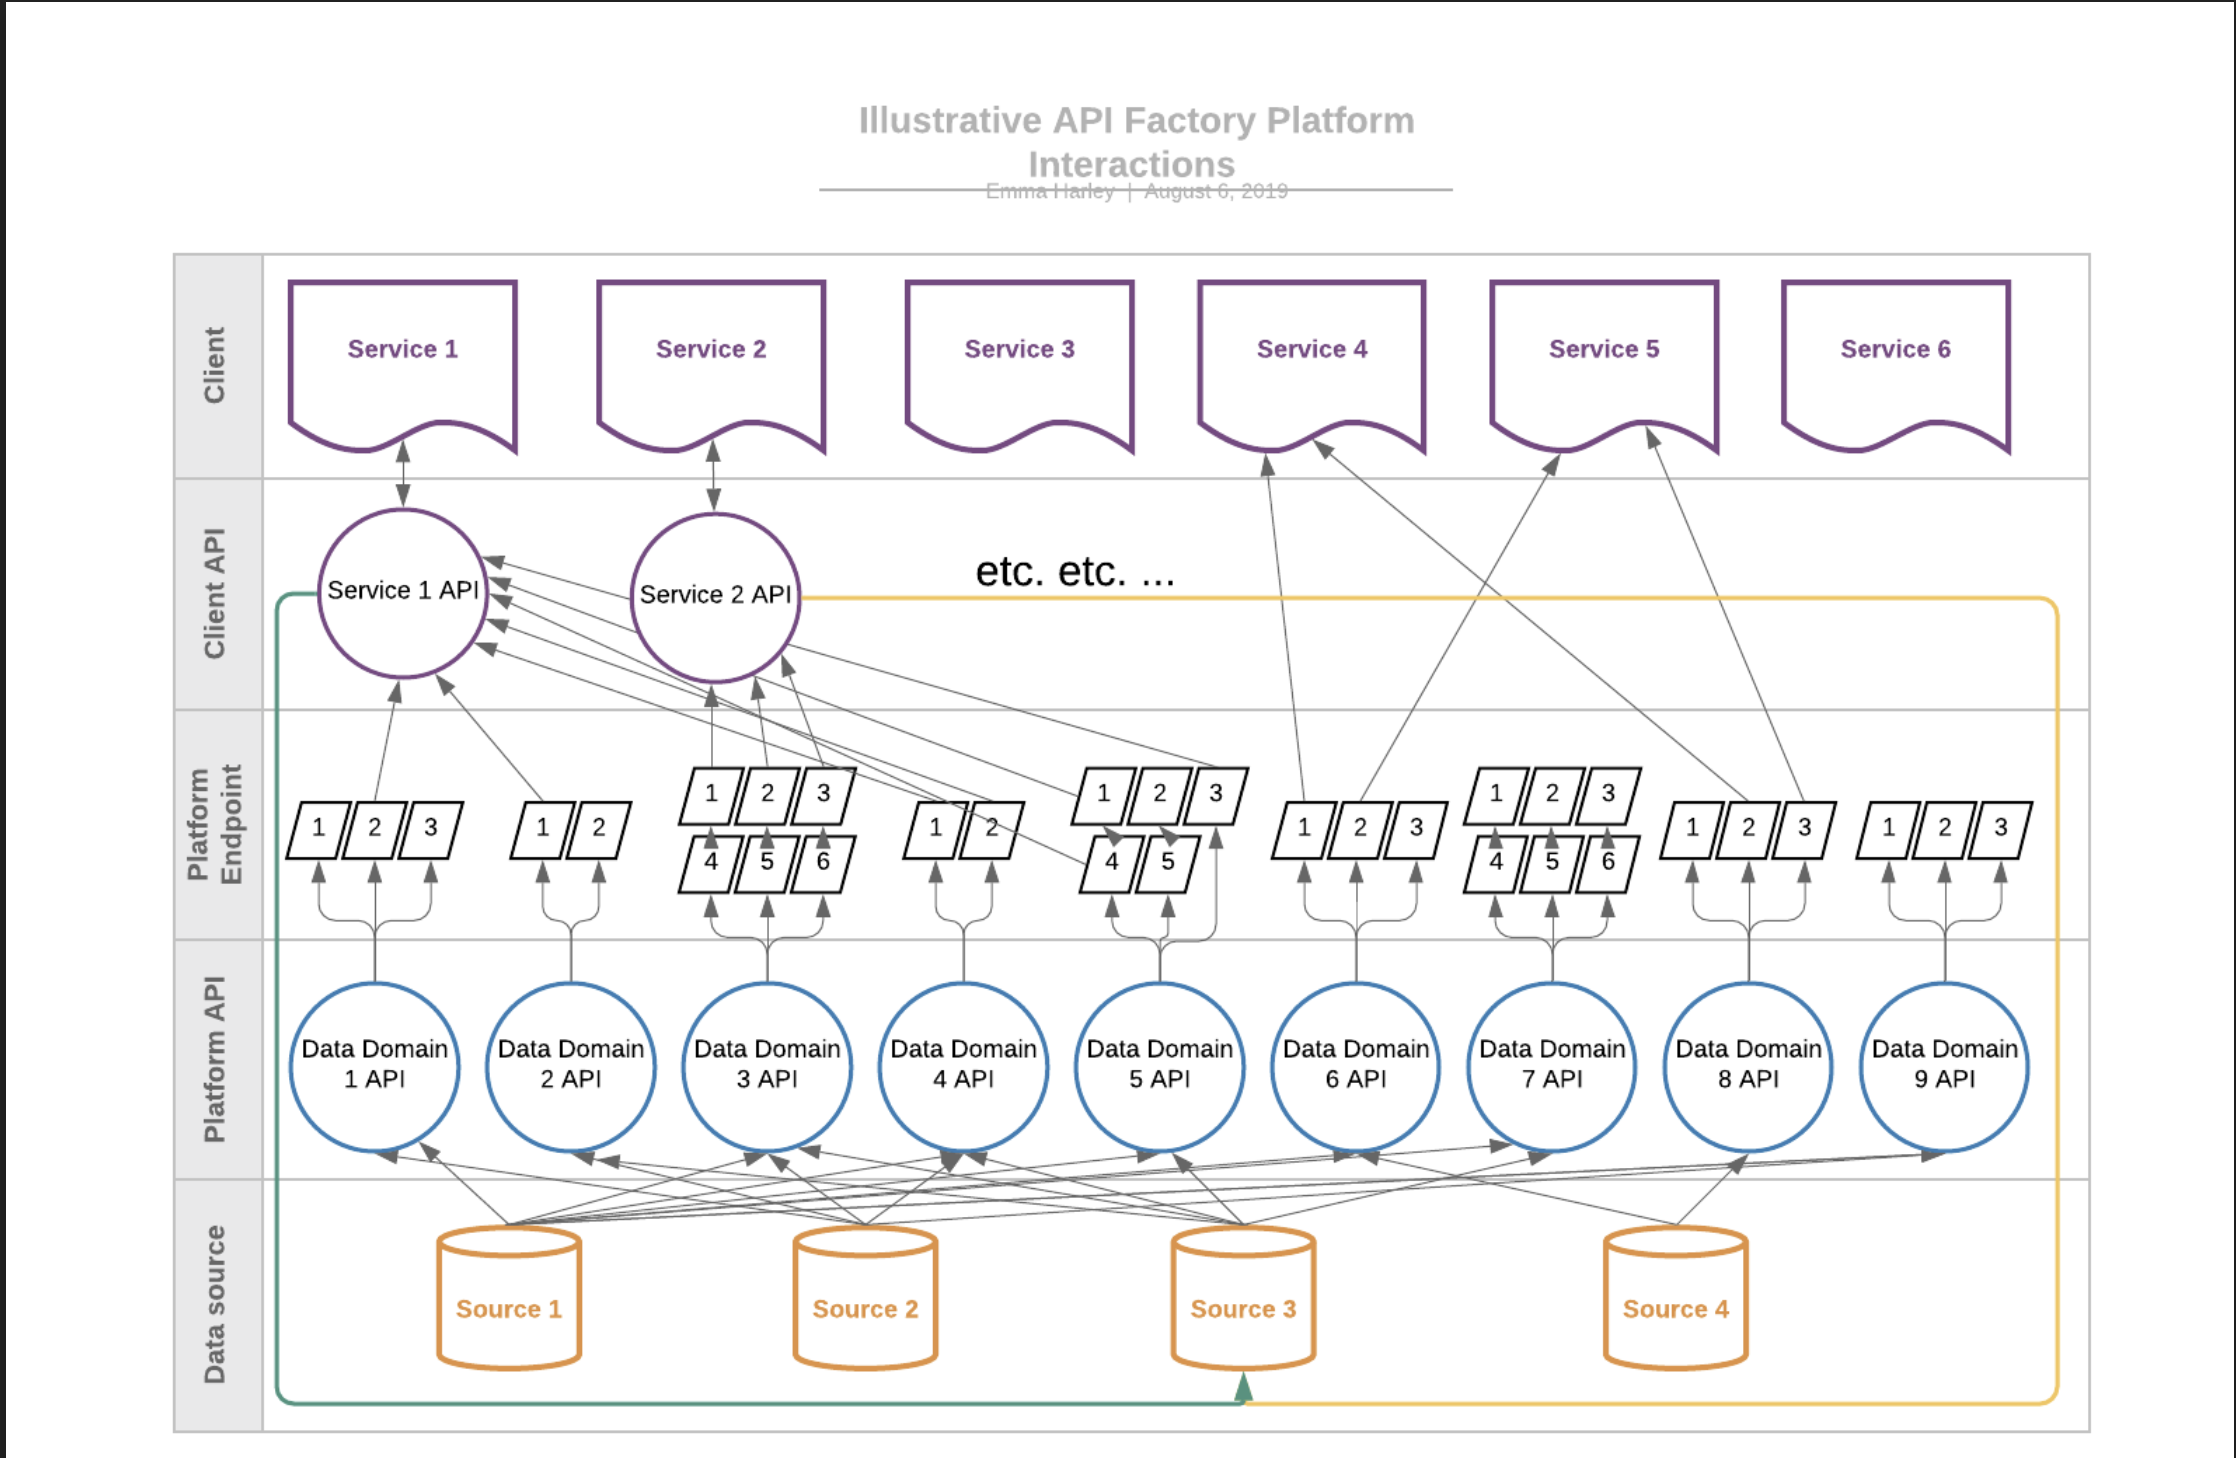 Illustrative API Factory Platform
Interactions
Emma Harley | August 6, 2019
Client
Service 1
Service 2
Service 3
Service 4
Service 5
Service 6
Client API
Service 1 API
Service 2 API
etc. etc. ...
Platform
Endpoint
1 2 3
1 2
1 2 3
4 5 6
1 2
1 2 3
4 5
1 2 3
1 2 3
4 5 6
1 2 3
1 2 3
Platform API
Data Domain
1 API
Data Domain
2 API
Data Domain
3 API
Data Domain
4 API
Data Domain
5 API
Data Domain
6 API
Data Domain
7 API
Data Domain
8 API
Data Domain
9 API
Data source
Source 1
Source 2
Source 3
Source 4